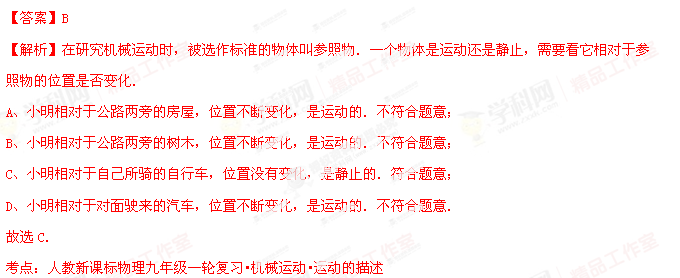 【答案】B
【解析】在研究机械运动时，被选作标准的物体叫参照物．一个物体是运动还是静止，需要看它相对于参
照物的位置是否变化．
A、小明相对于公路两旁的房屋，位置不断变化，是运动的．不符合题意；
B、小明相对于公路两旁的树木，位置不断变化，是运动的．不符合题意；
C、小明相对于自己所骑的自行车，位置没有变化，是静止的．符合题意；
D、小明相对于对面驶来的汽车，位置不断变化，是运动的．不符合题意．
故选 C．
考点：人教新课标物理九年级一轮复习•机械运动•运动的描述